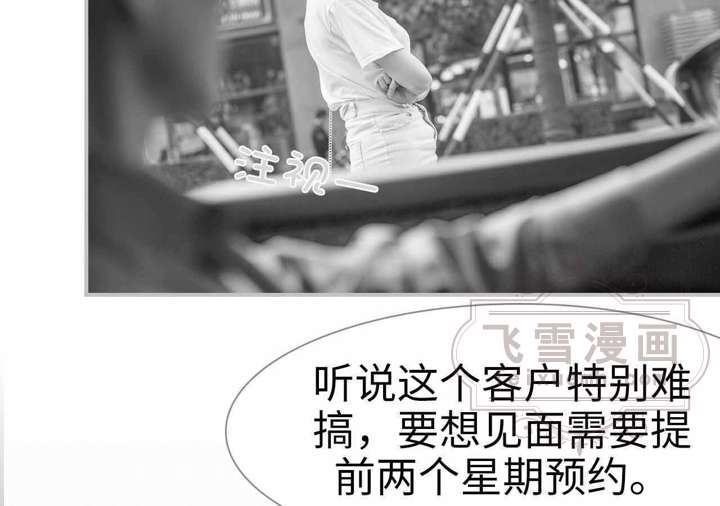 注视一
飞雪漫画
听说这个客户特别难
搞，要想见面需要提
前两个星期预约。